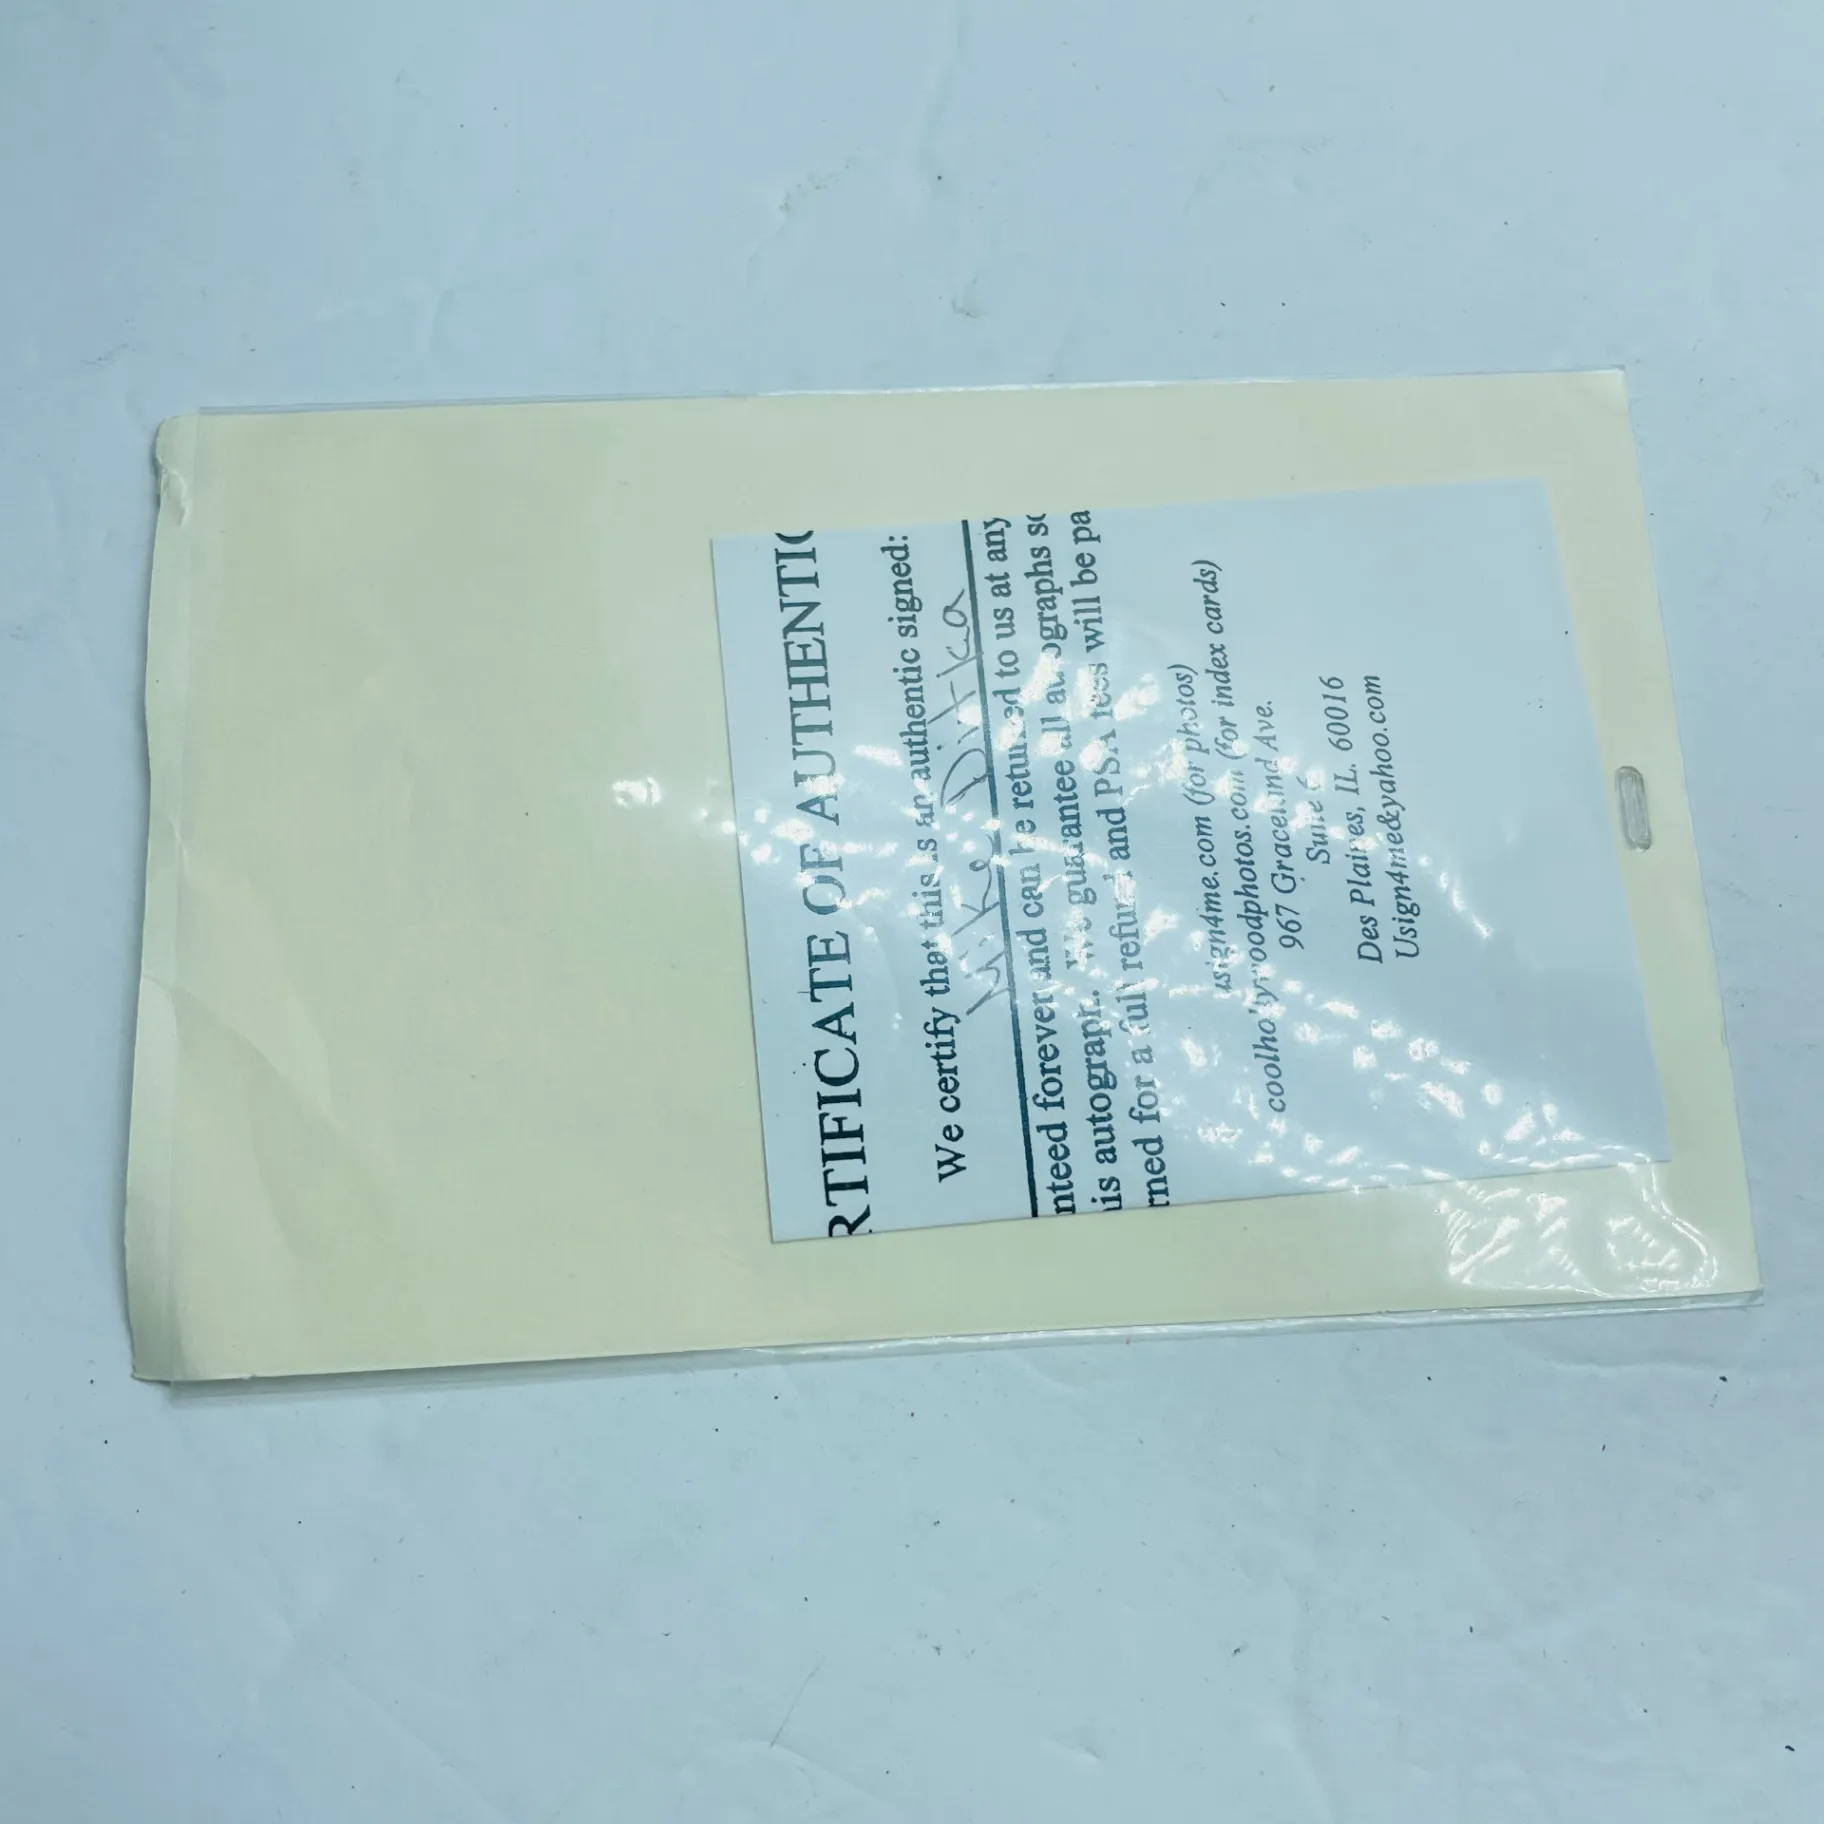 RTIFICATE OF AUTHENTIC
We certify that this is an authentic signed:
Mike Ditka
nteed forever and can be returned to us at any
is autograph. We guarantee all autographs so
rned for a full refund and PSA fees will be pa
usign4me.com (for photos)
coolhollywoodphotos.com (for index cards)
967 Graceland Ave.
Suite
Des Plaines, IL. 60016
Usign4me&yahoo.com